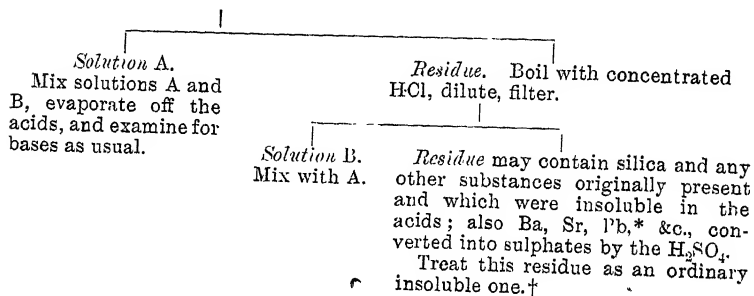 Solution A.
Mix solutions A and
B, evaporate off the
acids, and examine for
bases as usual.
Residue. Boil with concentrated
HCl, dilute, filter.
Solution B.
Mix with A.
Residue may contain silica and any
other substances originally present
and which were insoluble in the
acids; also Ba, Sr, Pb,* &c., con-
verted into sulphates by the H₂SO₄.
Treat this residue as an ordinary
insoluble one.†